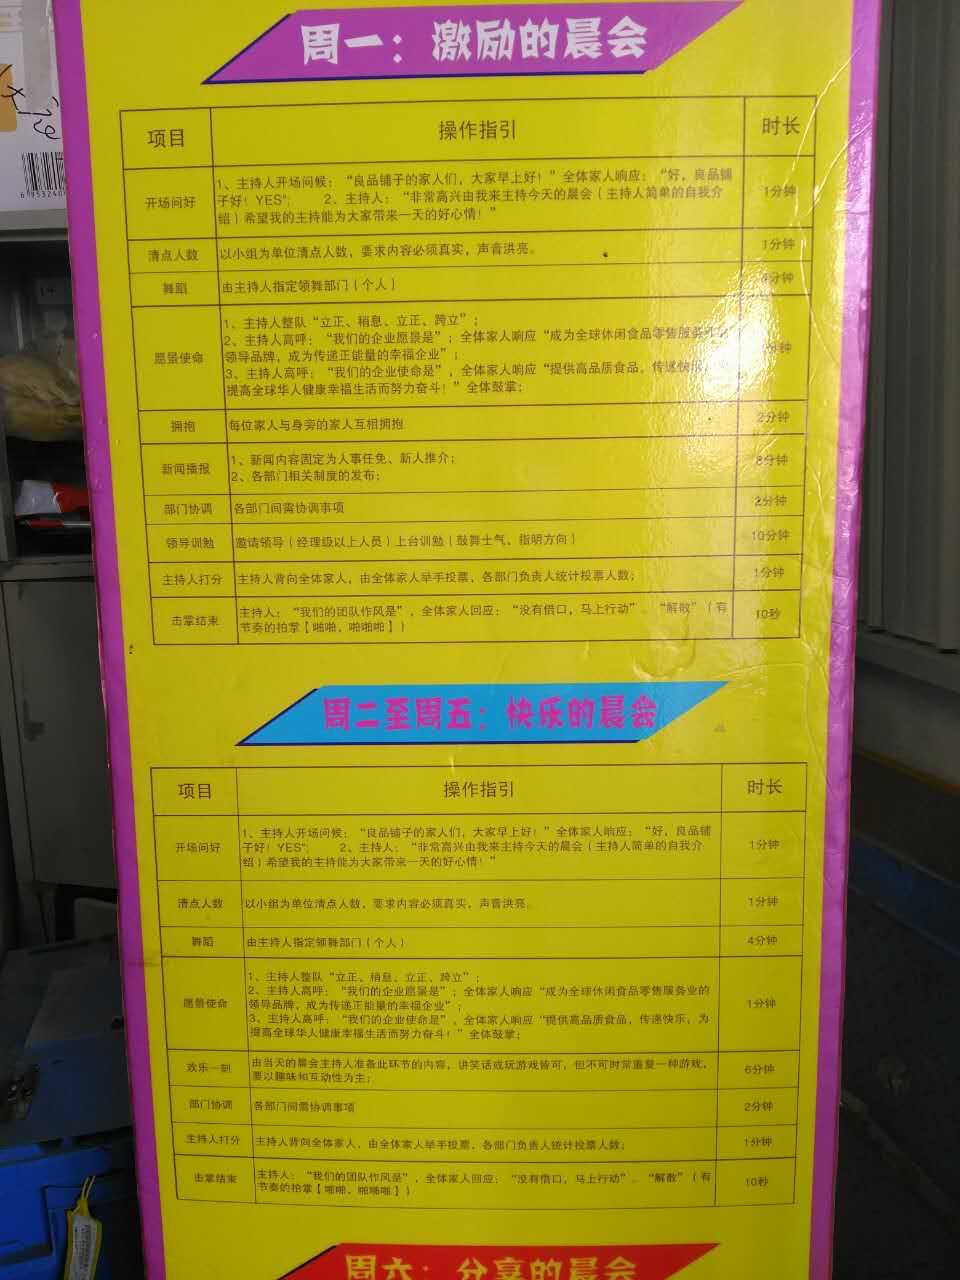 周一：激励的晨会
项目 操作指引 时长
开场问好
1、主持人开场问候：“良品铺子的家人们，大家早上好！”全体家人响应：“好，良品铺
子好！YES”； 2、主持人：“非常高兴由我来主持今天的晨会（主持人简单的自我介
绍）希望我的主持能为大家带来一天的好心情！”
1分钟
清点人数 以小组为单位清点人数，要求内容必须真实，声音洪亮。 1分钟
舞蹈 由主持人指定领舞部门（个人） 分钟
愿景使命
1、主持人整队“立正、稍息、立正、跨立”；
2、主持人高呼：“我们的企业愿景是”；全体家人响应“成为全球休闲食品零售服务业的
领导品牌，成为传递正能量的幸福企业”；
3、主持人高呼：“我们的企业使命是”，全体家人响应“提供高品质食品，传递快乐，
提高全球华人健康幸福生活而努力奋斗！”全体鼓掌；
分钟
拥抱 每位家人与身旁的家人互相拥抱 2分钟
新闻播报
1、新闻内容固定为人事任免、新人推介；
2、各部门相关制度的发布；
8分钟
部门协调 各部门间需协调事项 2分钟
领导训勉 邀请领导（经理级以上人员）上台训勉（鼓舞士气，指明方向） 10分钟
主持人打分 主持人背向全体家人，由全体家人举手投票，各部门负责人统计投票人数； 1分钟
击掌结束
主持人：“我们的团队作风是”，全体家人回应：“没有借口，马上行动”。“解散”（有
节奏的拍掌【啪啪，啪啪啪】）
10秒
周二至周五：快乐的晨会
项目 操作指引 时长
开场问好
1、主持人开场问候：“良品铺子的家人们，大家早上好！”全体家人响应：“好，良品铺
子好！YES”； 2、主持人：“非常高兴由我来主持今天的晨会（主持人简单的自我介
绍）希望我的主持能为大家带来一天的好心情！”
1分钟
清点人数 以小组为单位清点人数，要求内容必须真实，声音洪亮。 1分钟
舞蹈 由主持人指定领舞部门（个人） 4分钟
愿景使命
1、主持人整队“立正、稍息、立正、跨立”；
2、主持人高呼：“我们的企业愿景是”；全体家人响应“成为全球休闲食品零售服务业的
领导品牌，成为传递正能量的幸福企业”；
3、主持人高呼：“我们的企业使命是”，全体家人响应“提供高品质食品，传递快乐，为
提高全球华人健康幸福生活而努力奋斗！”全体鼓掌；
1分钟
欢乐一刻
由当天的晨会主持人准备此环节的内容，讲笑话或玩游戏皆可，但不可时常重复一种游戏，
要以趣味和互动性为主；
6分钟
部门协调 各部门间需协调事项 2分钟
主持人打分 主持人背向全体家人，由全体家人举手投票，各部门负责人统计投票人数； 1分钟
击掌结束
主持人：“我们的团队作风是”，全体家人回应：“没有借口，马上行动”。“解散”（有
节奏的拍掌【啪啪，啪啪啪】）
10秒
周六：分享的晨会